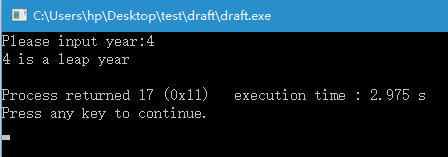 C:\Users\hp\Desktop\test\draft\draft.exe
Please input year:4
4 is a leap year
Process returned 17 (0x11)   execution time : 2.975 s
Press any key to continue.